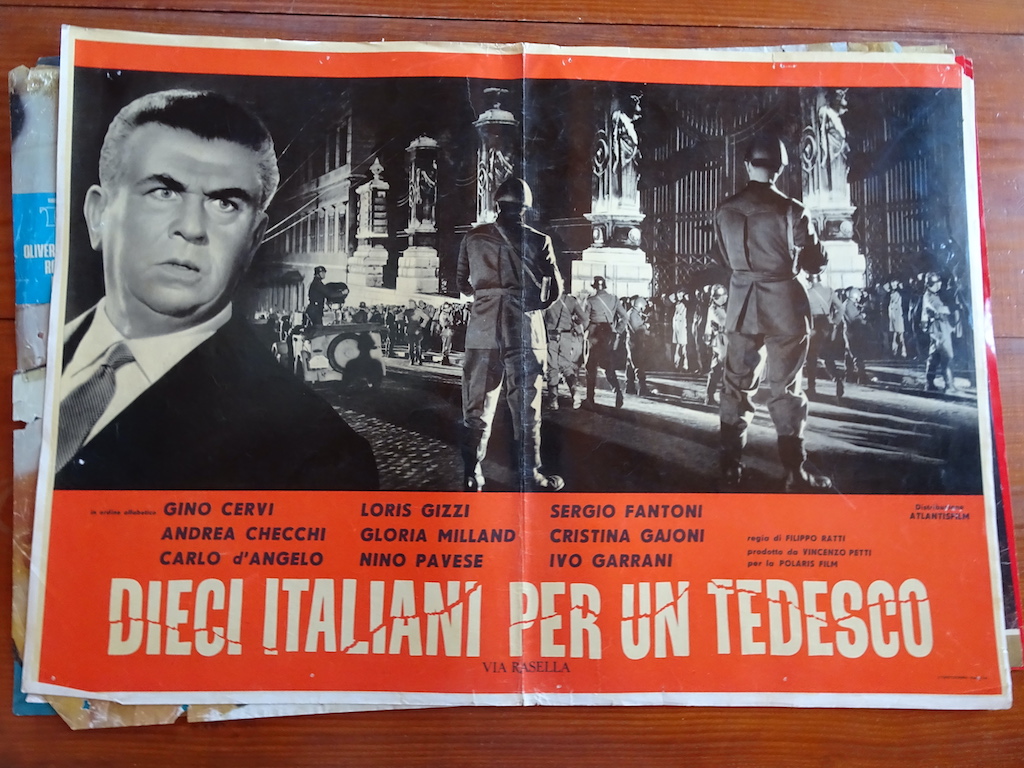 OLIVER
in ordine alfabetico
GINO CERVI
ANDREA CHECCHI
CARLO d'ANGELO
LORIS GIZZI
GLORIA MILLAND
NINO PAVESE
SERGIO FANTONI
CRISTINA GAJONI
IVO GARRANI
Distribuzione
ATLANTISFILM
regia di FILIPPO RATTI
prodotto da VINCENZO PETTI
per la POLARIS FILM
DIECI ITALIANI PER UN TEDESCO
VIA RASELLA